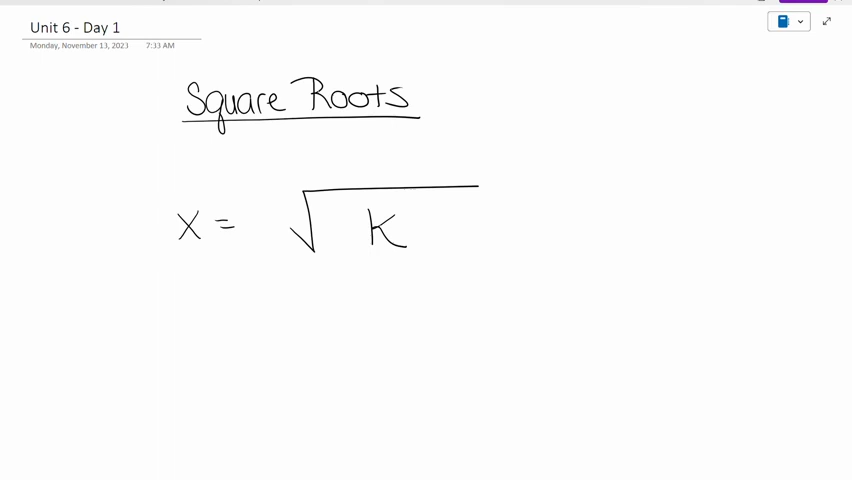 Unit 6 - Day 1
Monday, November 13, 2023 7:33 AM
Square Roots
x = √K